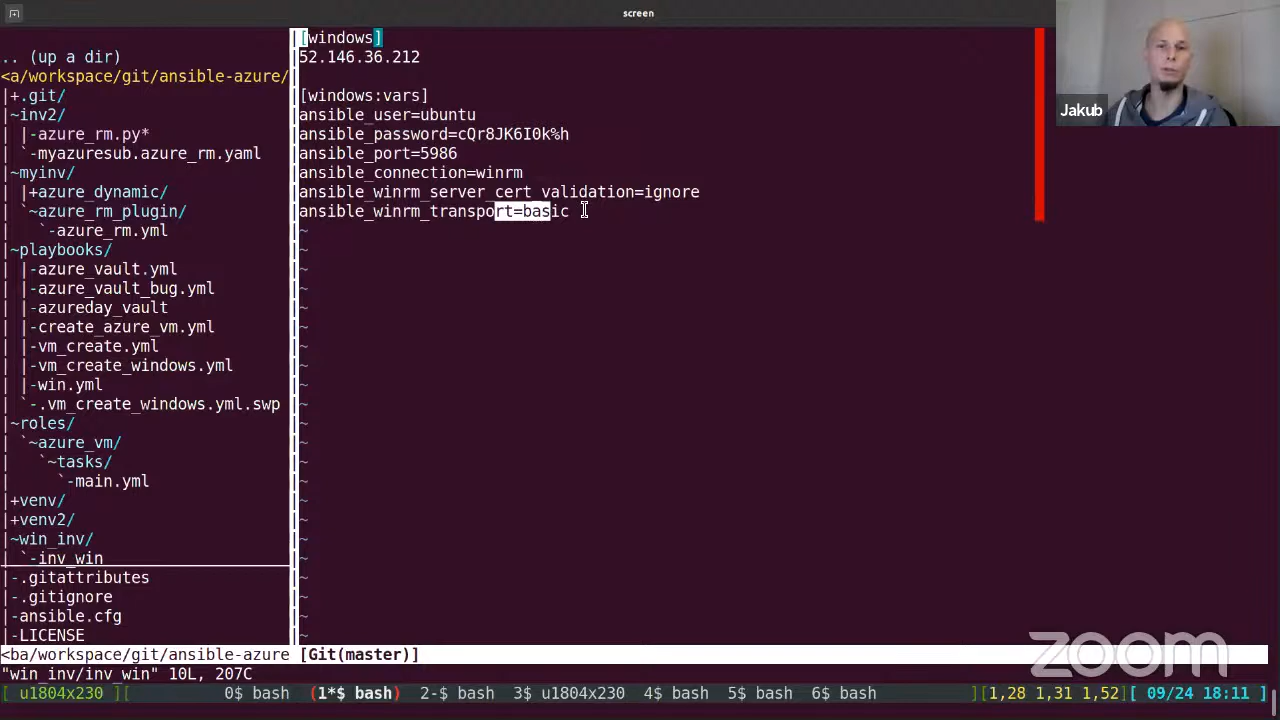 screen
.. (up a dir)
<a/workspace/git/ansible-azure/
|+.git/
~inv2/
| |-azure_rm.py*
| `-myazuresub.azure_rm.yaml
~myinv/
| |+azure_dynamic/
| `~azure_rm_plugin/
|   `-azure_rm.yml
|~playbooks/
| |-azure_vault.yml
| |-azure_vault_bug.yml
| |-azureday_vault
| |-create_azure_vm.yml
| |-vm_create.yml
| |-vm_create_windows.yml
| |-win.yml
| `-.vm_create_windows.yml.swp
|~roles/
| `~azure_vm/
|   `~tasks/
|     `-main.yml
|+venv/
|+venv2/
|~win_inv/
| `-inv_win
|-.gitattributes
|-.gitignore
|-ansible.cfg
|-LICENSE
[windows]
52.146.36.212
[windows:vars]
ansible_user=ubuntu
ansible_password=cQr8JK6I0k%h
ansible_port=5986
ansible_connection=winrm
ansible_winrm_server_cert_validation=ignore
ansible_winrm_transport=basic
Jakub
zoom
<ba/workspace/git/ansible-azure [Git(master)]
"win_inv/inv_win" 10L, 207C
[ u1804x230 ][ 0$ bash (1*$ bash) 2-$ bash 3$ u1804x230 4$ bash 5$ bash 6$ bash ][1,28 1,31 1,52][ 09/24 18:11 ]